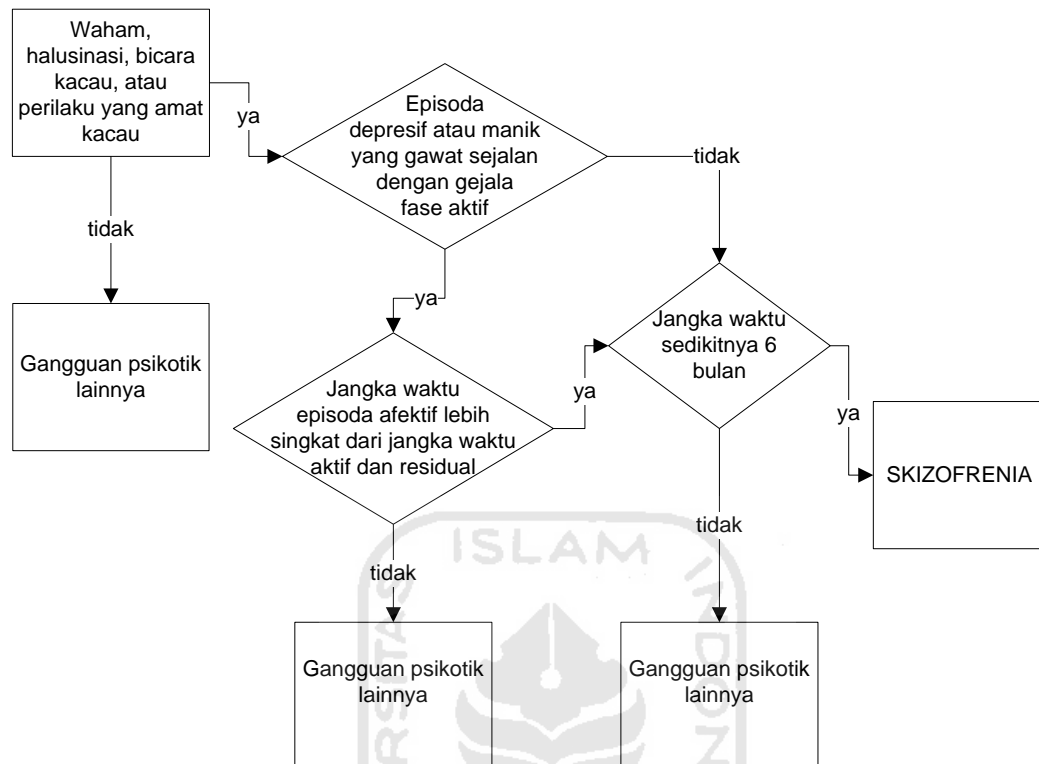 Waham,
halusinasi, bicara
kacau, atau
perilaku yang amat
kacau
ya
Episoda
depresif atau manik
yang gawat sejalan
dengan gejala
fase aktif
tidak
tidak
ya
Gangguan psikotik
lainnya
Jangka waktu
episoda afektif lebih
singkat dari jangka waktu
aktif dan residual
ya
Jangka waktu
sedikitnya 6
bulan
ya
SKIZOFRENIA
tidak
tidak
Gangguan psikotik
lainnya
Gangguan psikotik
lainnya
ISLAM